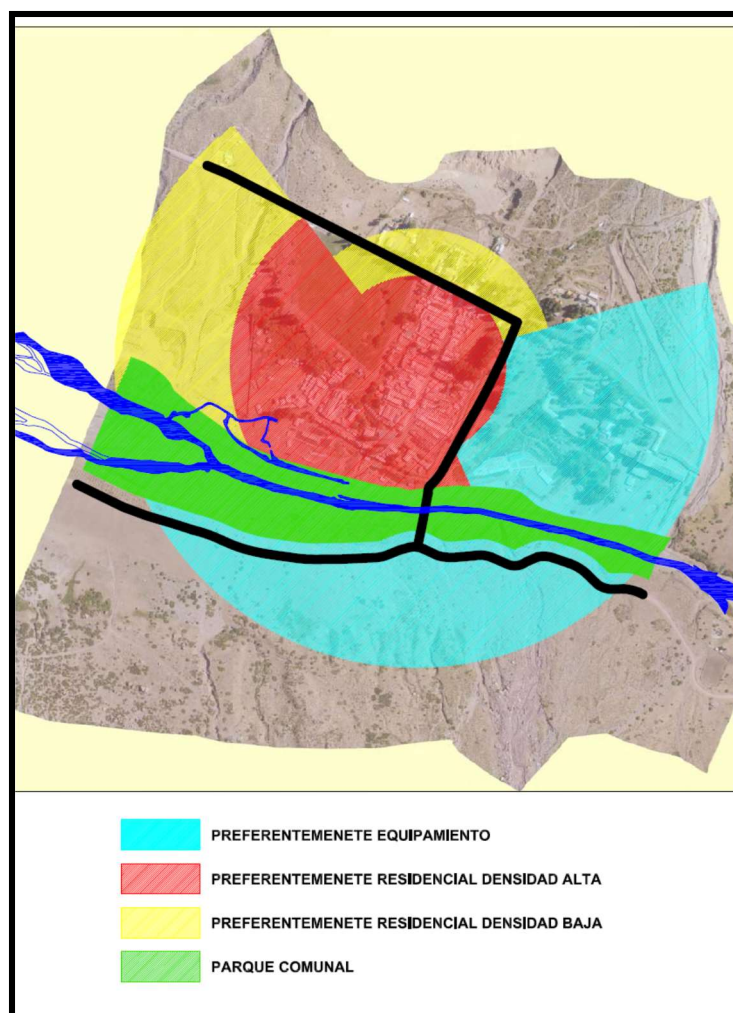 PREFERENTEMENETE EQUIPAMIENTO
PREFERENTEMENETE RESIDENCIAL DENSIDAD ALTA
PREFERENTEMENETE RESIDENCIAL DENSIDAD BAJA
PARQUE COMUNAL